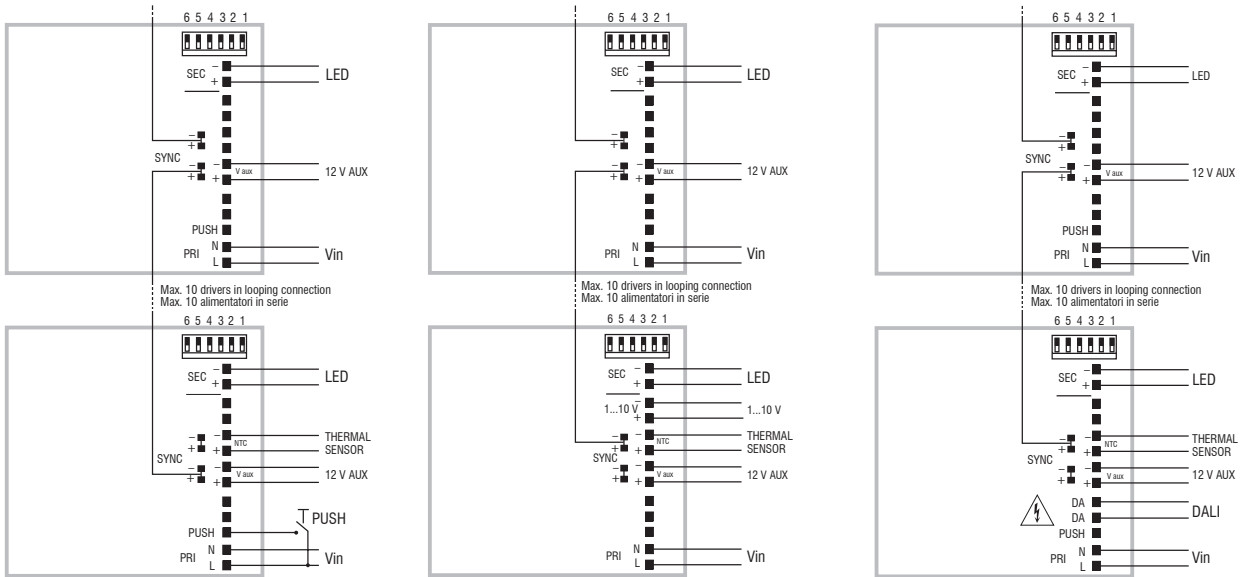 6 5 4 3 2 1
SEC
−
+
LED
−
+
SYNC
−
+
−
+
V aux
12 V AUX
PUSH
PRI
N
L
Vin
6 5 4 3 2 1
SEC
−
+
LED
−
+
−
+
−
+
V aux
12 V AUX
PRI
N
L
Vin
6 5 4 3 2 1
SEC
−
+
LED
−
+
SYNC
−
+
−
+
V aux
12 V AUX
PUSH
PRI
N
L
Vin
Max. 10 drivers in looping connection
Max. 10 alimentatori in serie
Max. 10 drivers in looping connection
Max. 10 alimentatori in serie
Max. 10 drivers in looping connection
Max. 10 alimentatori in serie
6 5 4 3 2 1
SEC
−
+
LED
−
+
−
+
NTC
THERMAL
SENSOR
SYNC
−
+
−
+
V aux
12 V AUX
PUSH
PUSH
PRI
N
L
Vin
6 5 4 3 2 1
SEC
−
+
LED
1...10 V
−
+
1...10 V
−
+
−
+
NTC
THERMAL
SENSOR
SYNC
−
+
−
+
V aux
12 V AUX
PRI
N
L
Vin
6 5 4 3 2 1
SEC
−
+
LED
−
+
−
+
NTC
THERMAL
SENSOR
SYNC
−
+
−
+
V aux
12 V AUX
DA
DA
DALI
PUSH
PRI
N
L
Vin